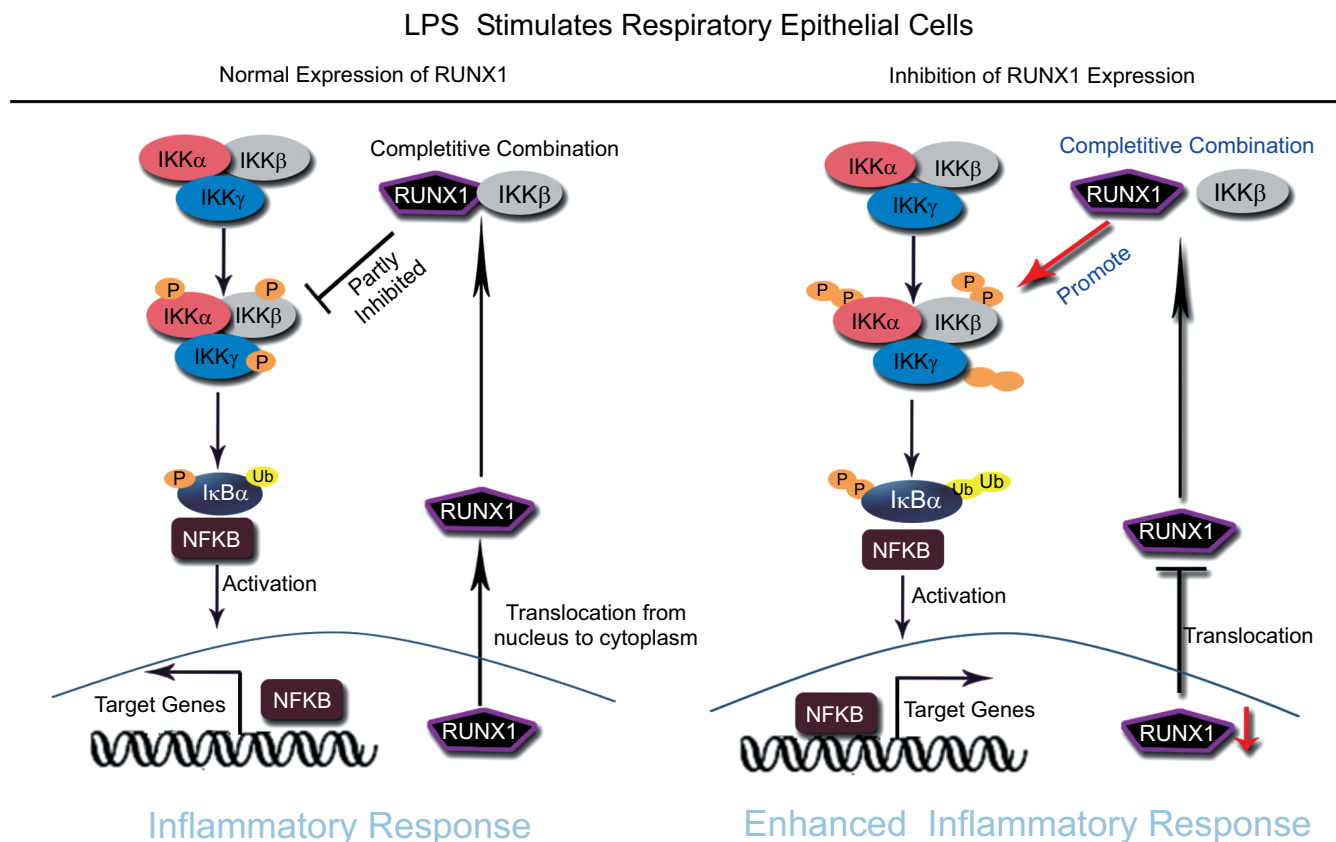 LPS Stimulates Respiratory Epithelial Cells
Normal Expression of RUNX1
IKKα
IKKβ
IKKγ
Completitive Combination
RUNX1
IKKβ
Partly
Inhibited
P
P
IKKα
IKKβ
IKKγ
P
P
Ub
IκBα
NFKB
Activation
RUNX1
Translocation from
nucleus to cytoplasm
Target Genes
NFKB
RUNX1
Inflammatory Response
Inhibition of RUNX1 Expression
IKKα
IKKβ
IKKγ
Completitive Combination
RUNX1
IKKβ
Promote
P
P
P
P
IKKα
IKKβ
IKKγ
P
P
IκBα
Ub
Ub
NFKB
Activation
RUNX1
Translocation
NFKB
Target Genes
RUNX1
Enhanced Inflammatory Response